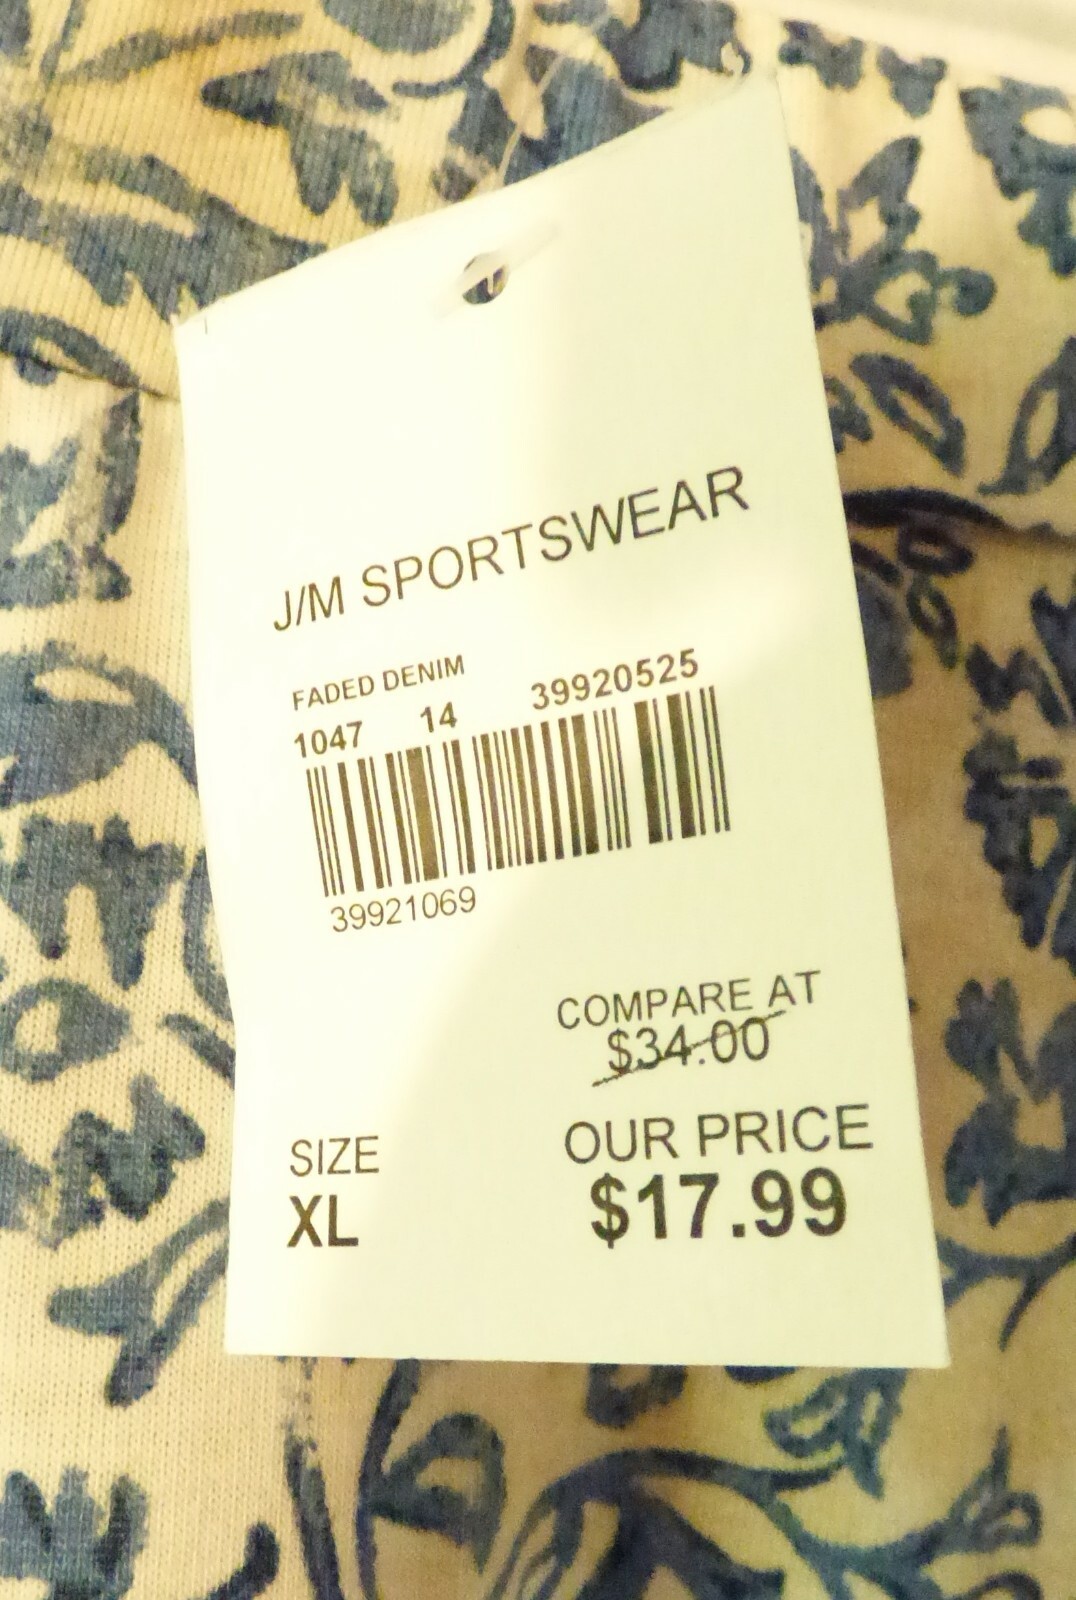 J/M SPORTSWEAR
FADED DENIM
1047 14 39920525
39921069
COMPARE AT
$34.00
SIZE
XL
OUR PRICE
$17.99